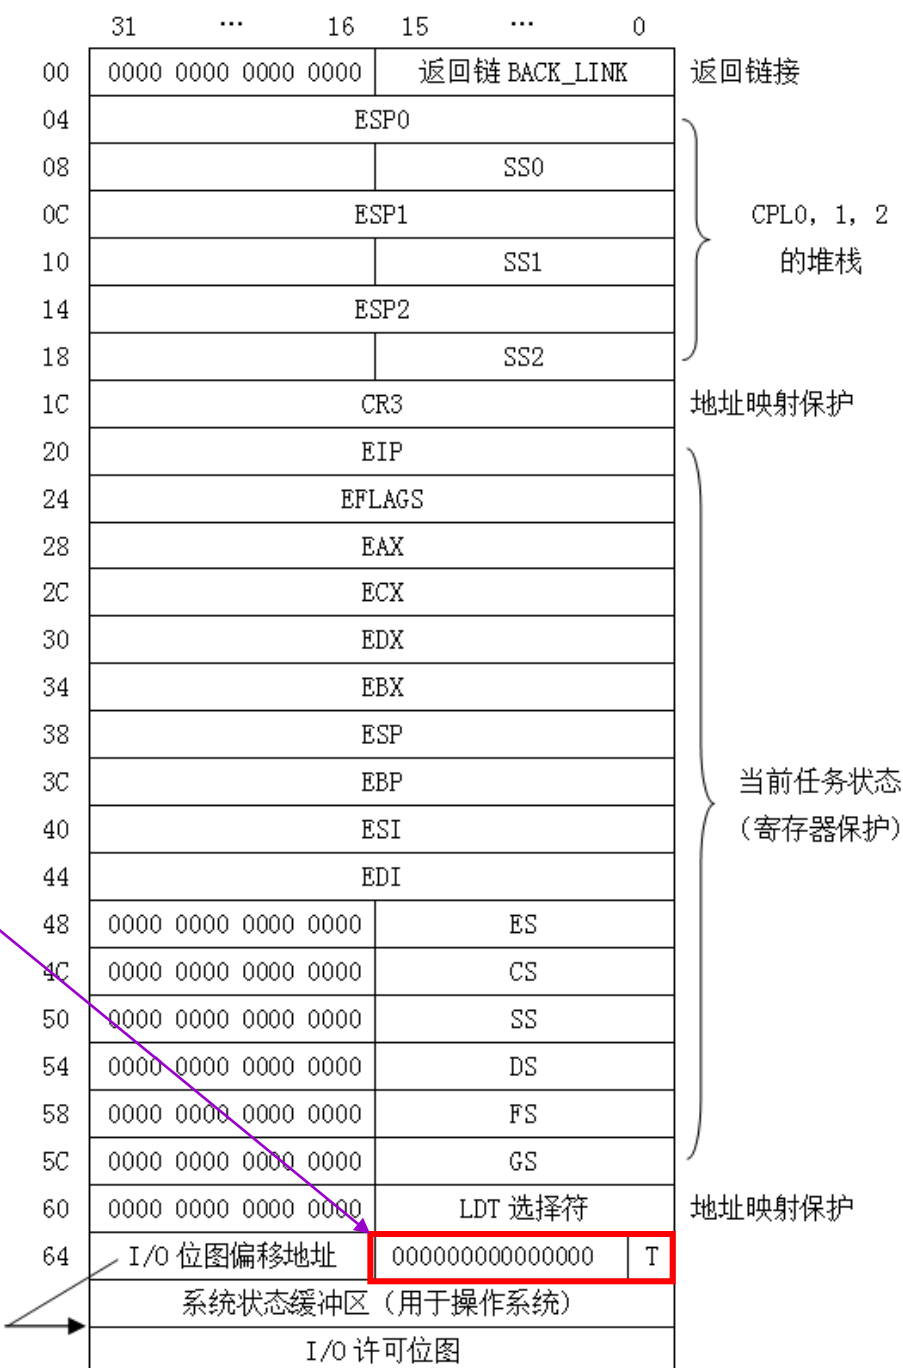 31 … 16 15 … 0
00 0000 0000 0000 0000 返回链 BACK_LINK 返回链接
04 ESP0
08 SS0
0C ESP1 CPL0, 1, 2
10 SS1 的堆栈
14 ESP2
18 SS2
1C CR3 地址映射保护
20 EIP
24 EFLAGS
28 EAX
2C ECX
30 EDX
34 EBX
38 ESP
3C EBP 当前任务状态
40 ESI （寄存器保护）
44 EDI
48 0000 0000 0000 0000 ES
4C 0000 0000 0000 0000 CS
50 0000 0000 0000 0000 SS
54 0000 0000 0000 0000 DS
58 0000 0000 0000 0000 FS
5C 0000 0000 0000 0000 GS
60 0000 0000 0000 0000 LDT 选择符 地址映射保护
64 I/O 位图偏移地址 000000000000000 T
系统状态缓冲区（用于操作系统）
I/O 许可位图